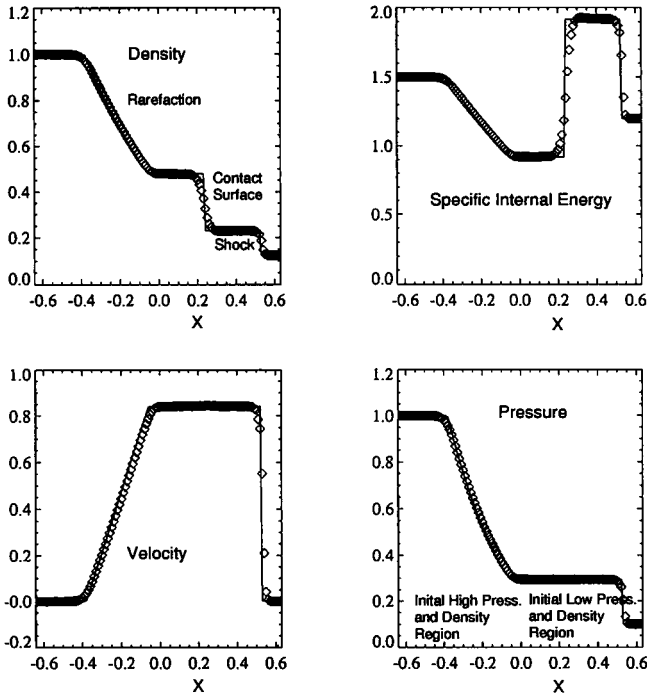 1.2
1.0
0.8
0.6
0.4
0.2
0.0
Density
Rarefaction
Contact
Surface
Shock
-0.6 -0.4 -0.2 0.0 0.2 0.4 0.6
X
2.0
1.5
1.0
2.5
0.0
Specific Internal Energy
-0.6 -0.4 -0.2 0.0 0.2 0.4 0.6
X
1.0
0.8
0.6
0.4
0.2
-0.0
-0.2
Velocity
-0.6 -0.4 -0.2 0.0 0.2 0.4 0.6
X
1.2
1.0
0.8
0.6
0.4
0.2
0.0
Pressure
Inital High Press.
and Density
Region
Initial Low Press.
and Density
Region
-0.6 -0.4 -0.2 0.0 0.2 0.4 0.6
X